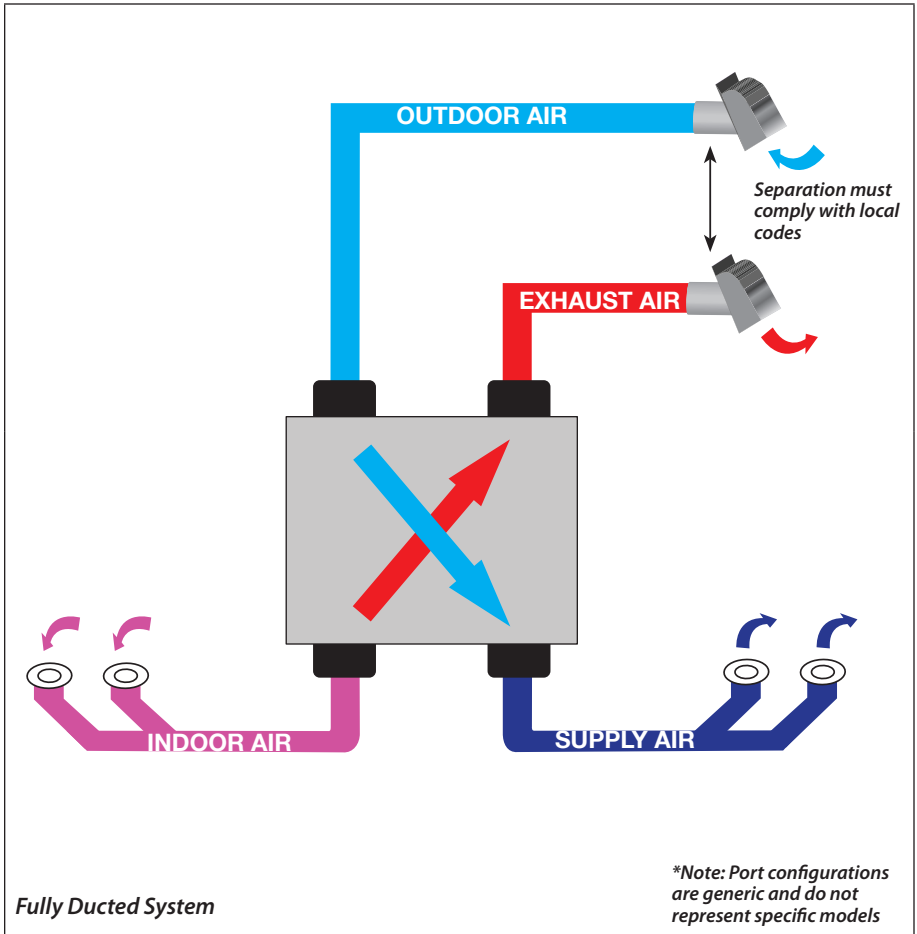 OUTDOOR AIR
Separation must
comply with local
codes
EXHAUST AIR
INDOOR AIR
SUPPLY AIR
Fully Ducted System
*Note: Port configurations
are generic and do not
represent specific models